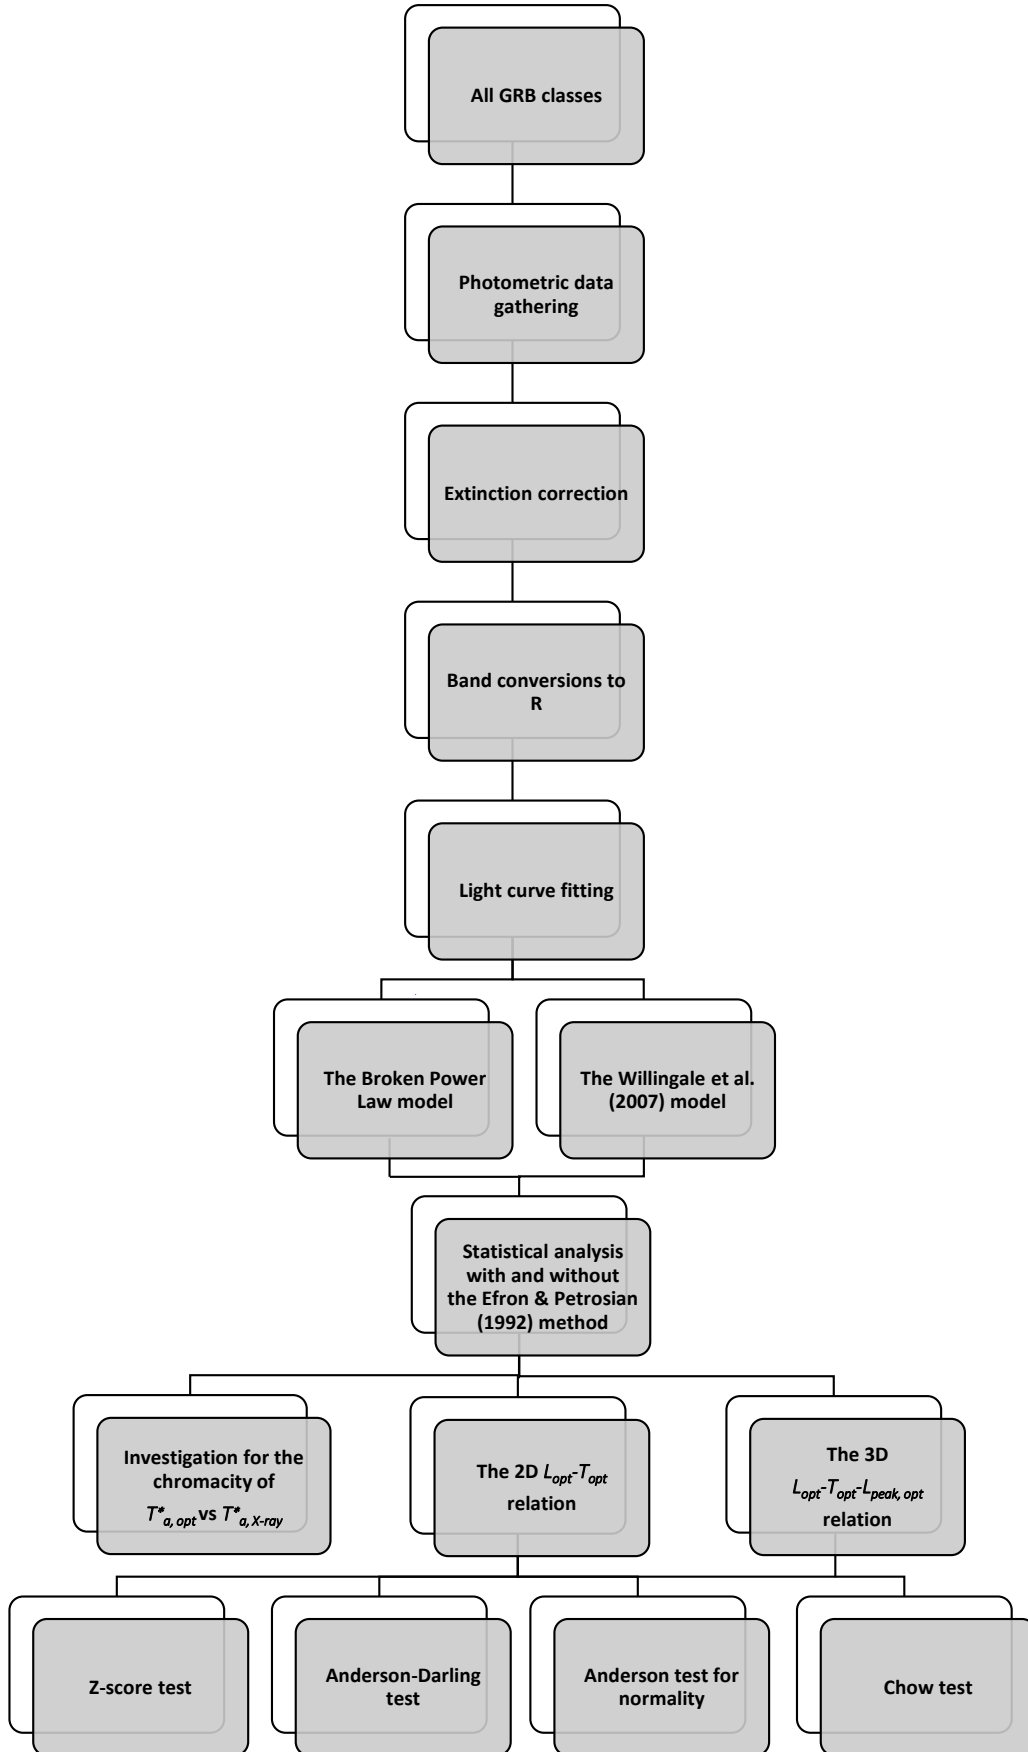 All GRB classes
Photometric data
gathering
Extinction correction
Band conversions to
R
Light curve fitting
The Broken Power
Law model
The Willingale et al.
(2007) model
Statistical analysis
with and without
the Efron & Petrosian
(1992) method
Investigation for the
chromacity of
T*a, opt vs T*a, X-ray
The 2D Lopt-Topt
relation
The 3D
Lopt-Topt-Lpeak, opt
relation
Z-score test
Anderson-Darling
test
Anderson test for
normality
Chow test